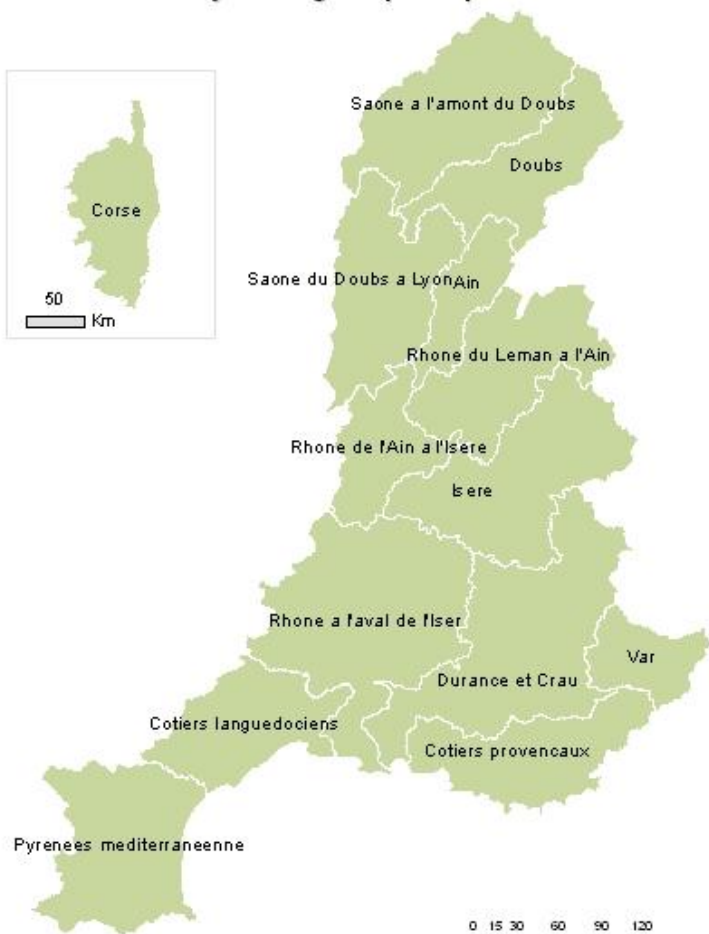 Saone a l'amont du Doubs
Doubs
Corse
50
Km
Saone du Doubs a Lyon
Ain
Rhone du Leman a l'Ain
Rhone de l'Ain a l'Isere
Isere
Rhone a l'aval de l'Iser
Var
Durance et Crau
Cotiers languedociens
Cotiers provencaux
Pyrenees mediterraneenne
0 15 30 60 90 120